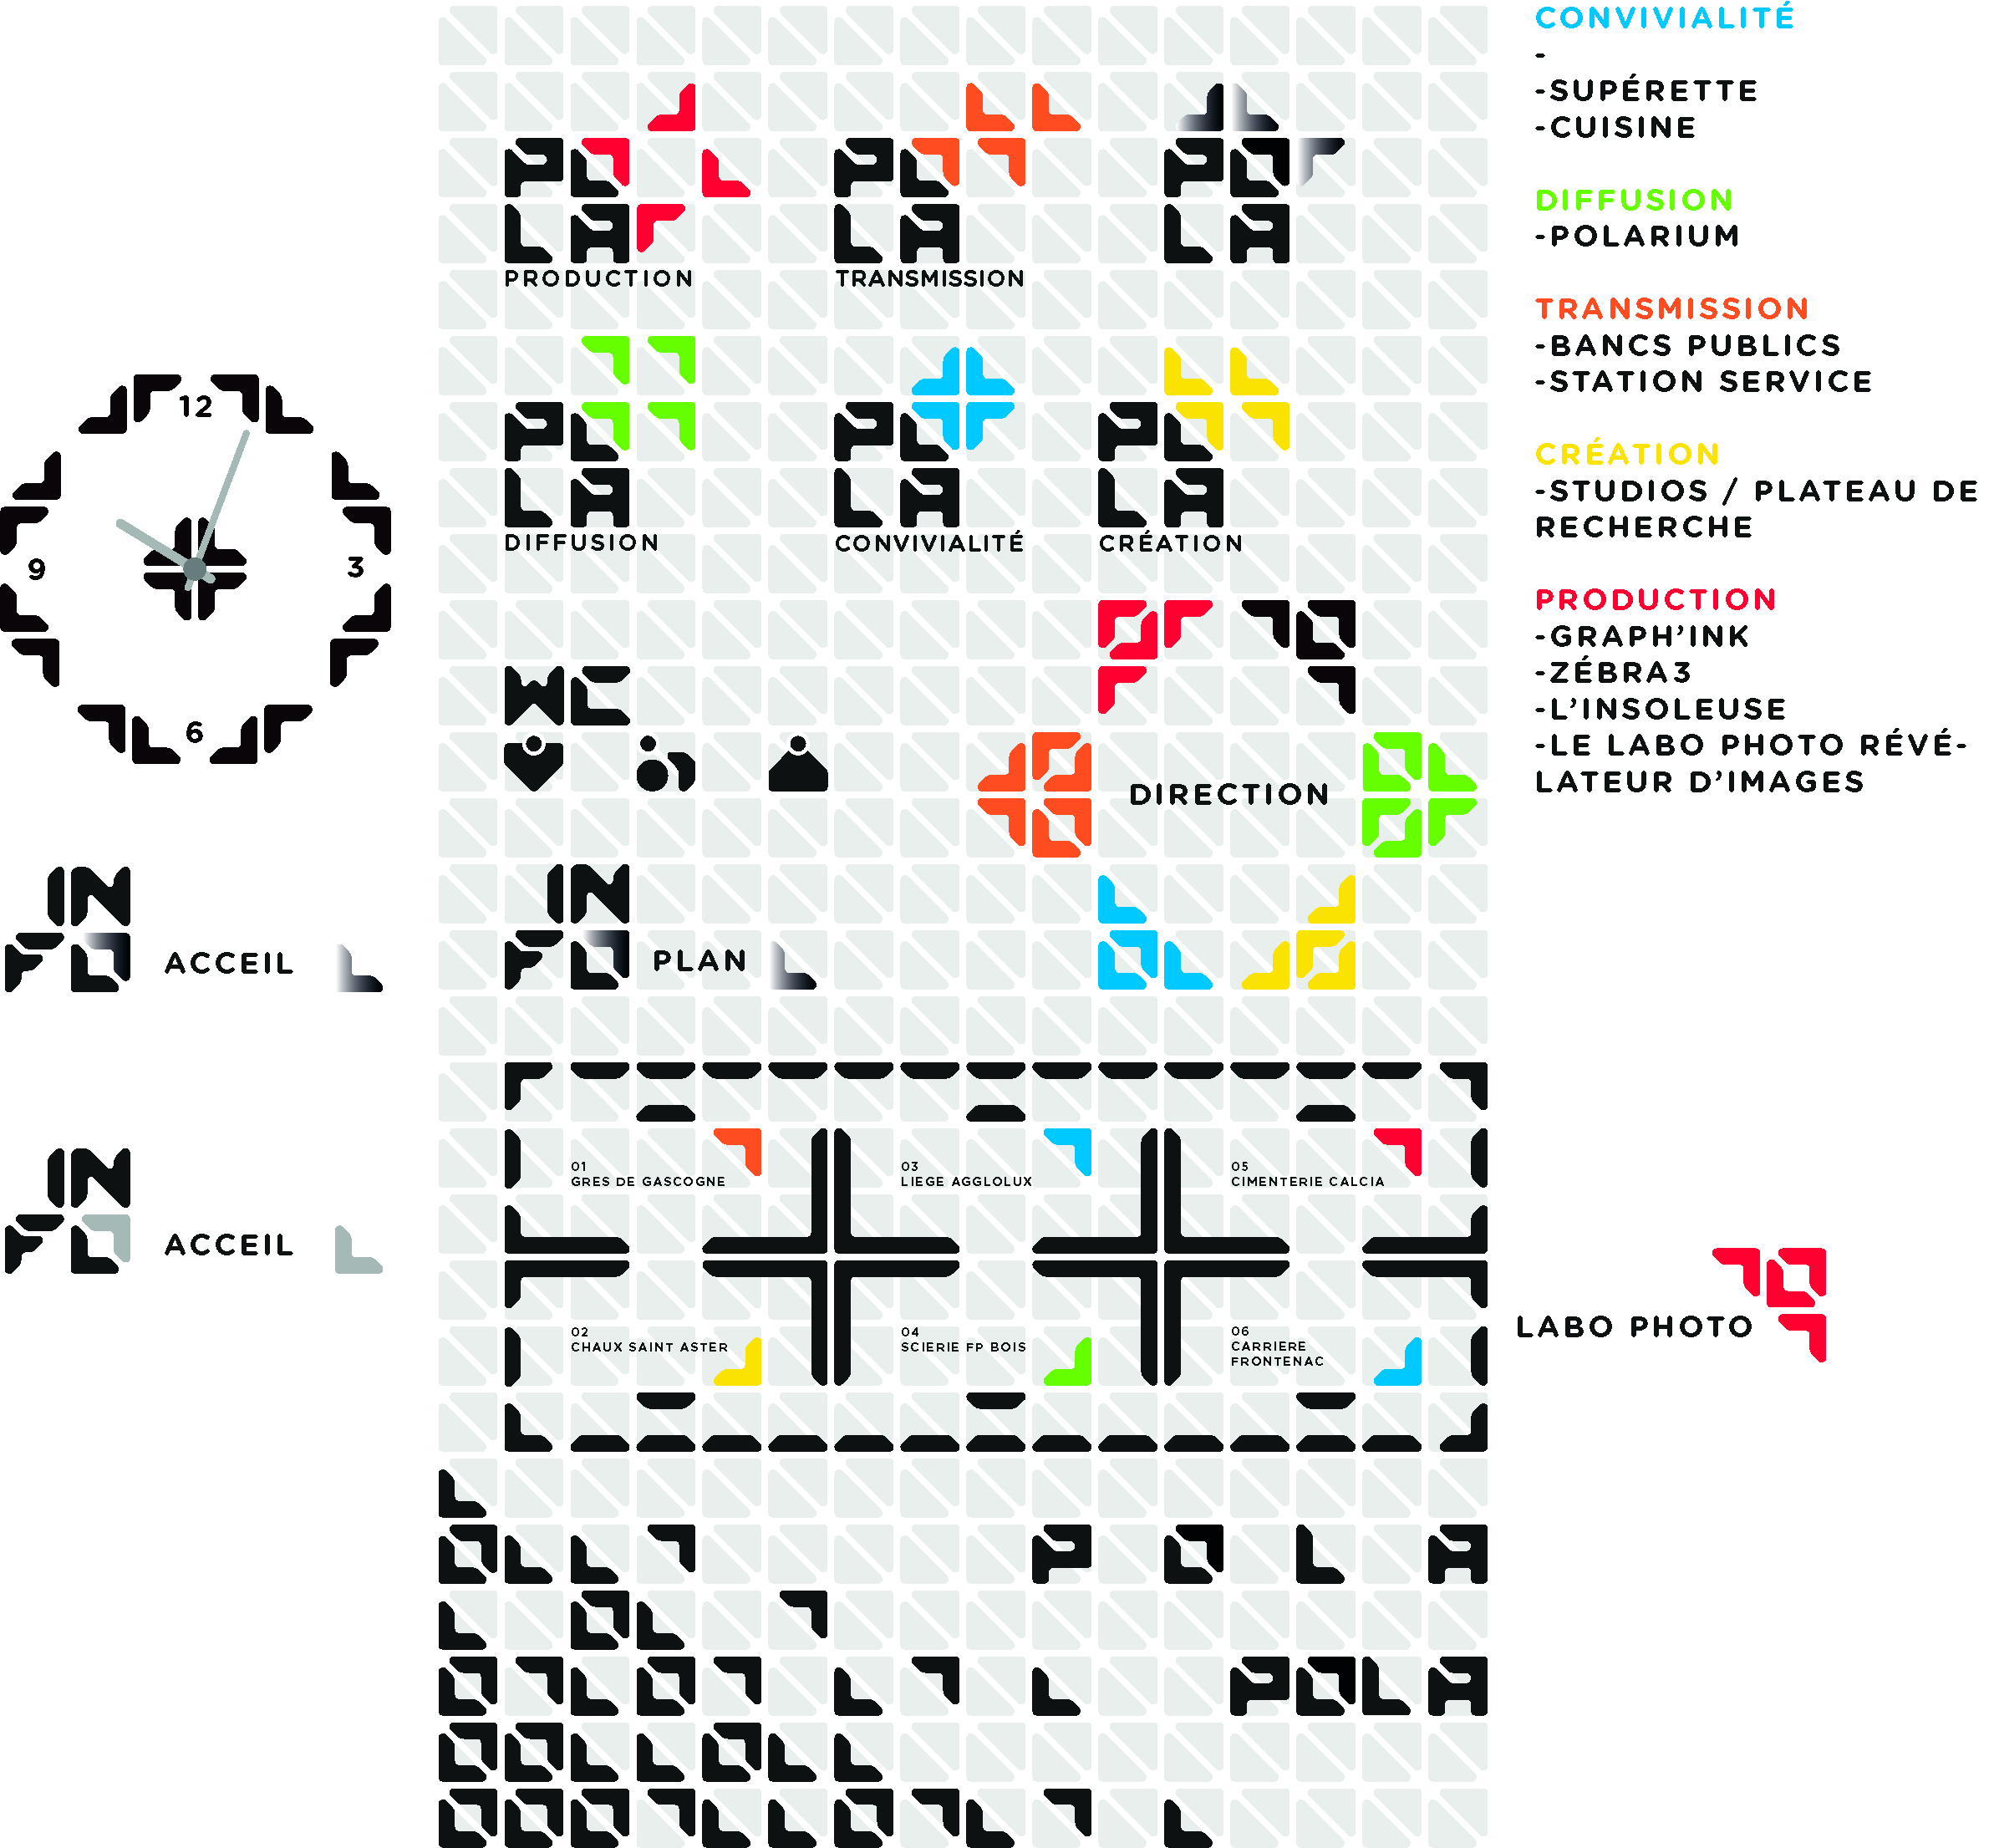 CONVIVIALITÉ
-
-SUPÉRETTE
-CUISINE
DIFFUSION
-POLARIUM
TRANSMISSION
-BANCS PUBLICS
-STATION SERVICE
CRÉATION
-STUDIOS / PLATEAU DE
RECHERCHE
PRODUCTION
-GRAPH'INK
-ZÉBRA3
-L'INSOLEUSE
-LE LABO PHOTO RÉVÉ-
LATEUR D'IMAGES
PO PO PO
LA LA LA
PRODUCTION TRANSMISSION
PO PO PO
LA LA LA
DIFFUSION CONVIVIALITÉ CRÉATION
12
9 3
6
WC
DIRECTION
IN
FO ACCEIL
IN
FO PLAN
01
GRES DE GASCOGNE
03
LIEGE AGGLOLUX
05
CIMENTERIE CALCIA
IN
FO ACCEIL
02
CHAUX SAINT ASTER
04
SCIERIE FP BOIS
06
CARRIERE
FRONTENAC
LABO PHOTO
P O L A
POLA